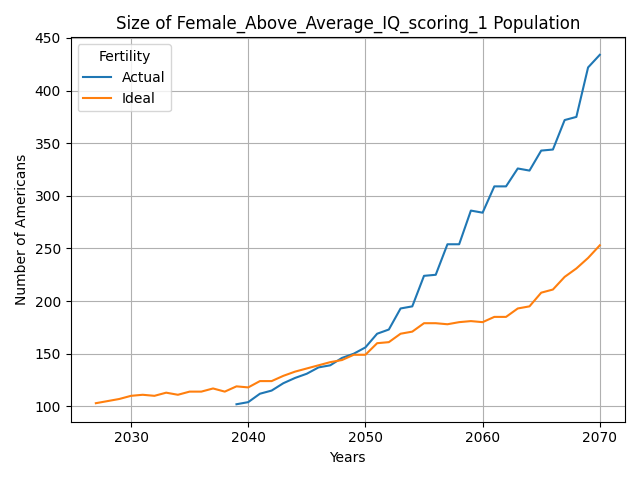 Size of Female_Above_Average_IQ_scoring_1 Population
Fertility
Actual
Ideal
Number of Americans
450
400
350
300
250
200
150
100
2030
2040
2050
2060
2070
Years